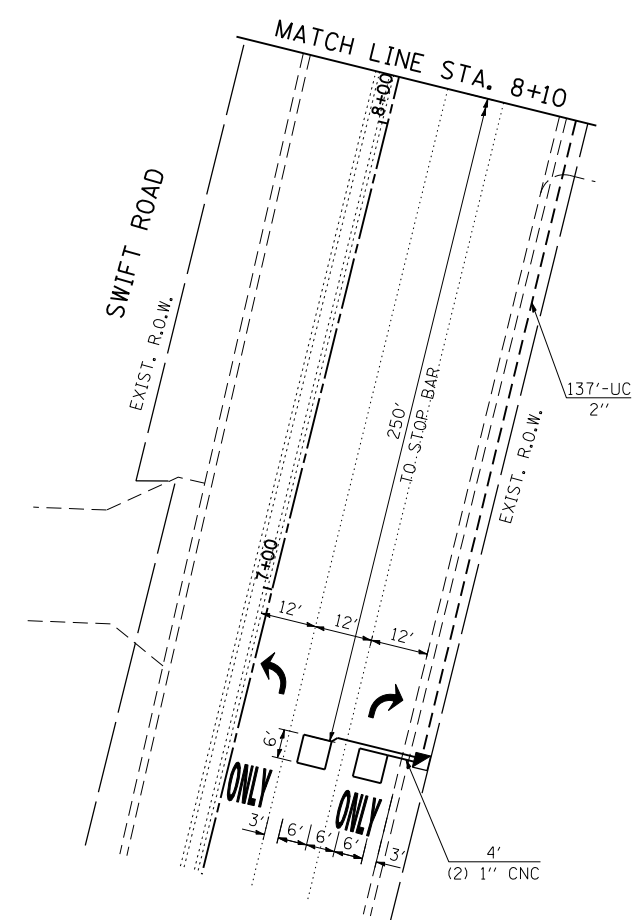 MATCH LINE STA. 8+10
8+00
SWIFT ROAD
EXIST. R.O.W.
250'
TO STOP BAR
137'-UC
2''
EXIST. R.O.W.
7+00
12'
12'
12'
6'
ONLY
ONLY
3'
6'
6'
6'
3'
4'
(2) 1'' CNC